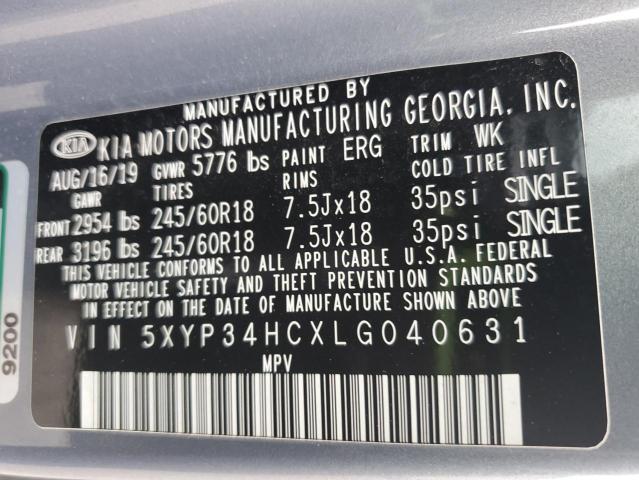 MANUFACTURED BY
KIA KIA MOTORS MANUFACTURING GEORGIA, INC.
AUG/16/19 GVWR 5776 lbs PAINT ERG TRIM WK
GAWR TIRES RIMS COLD TIRE INFL
FRONT 2954 lbs 245/60R18 7.5Jx18 35psi SINGLE
REAR 3196 lbs 245/60R18 7.5Jx18 35psi SINGLE
THIS VEHICLE CONFORMS TO ALL APPLICABLE U.S.A. FEDERAL
MOTOR VEHICLE SAFETY AND THEFT PREVENTION STANDARDS
IN EFFECT ON THE DATE OF MANUFACTURE SHOWN ABOVE
VIN 5XYP34HCXLG040631
MPV
9200